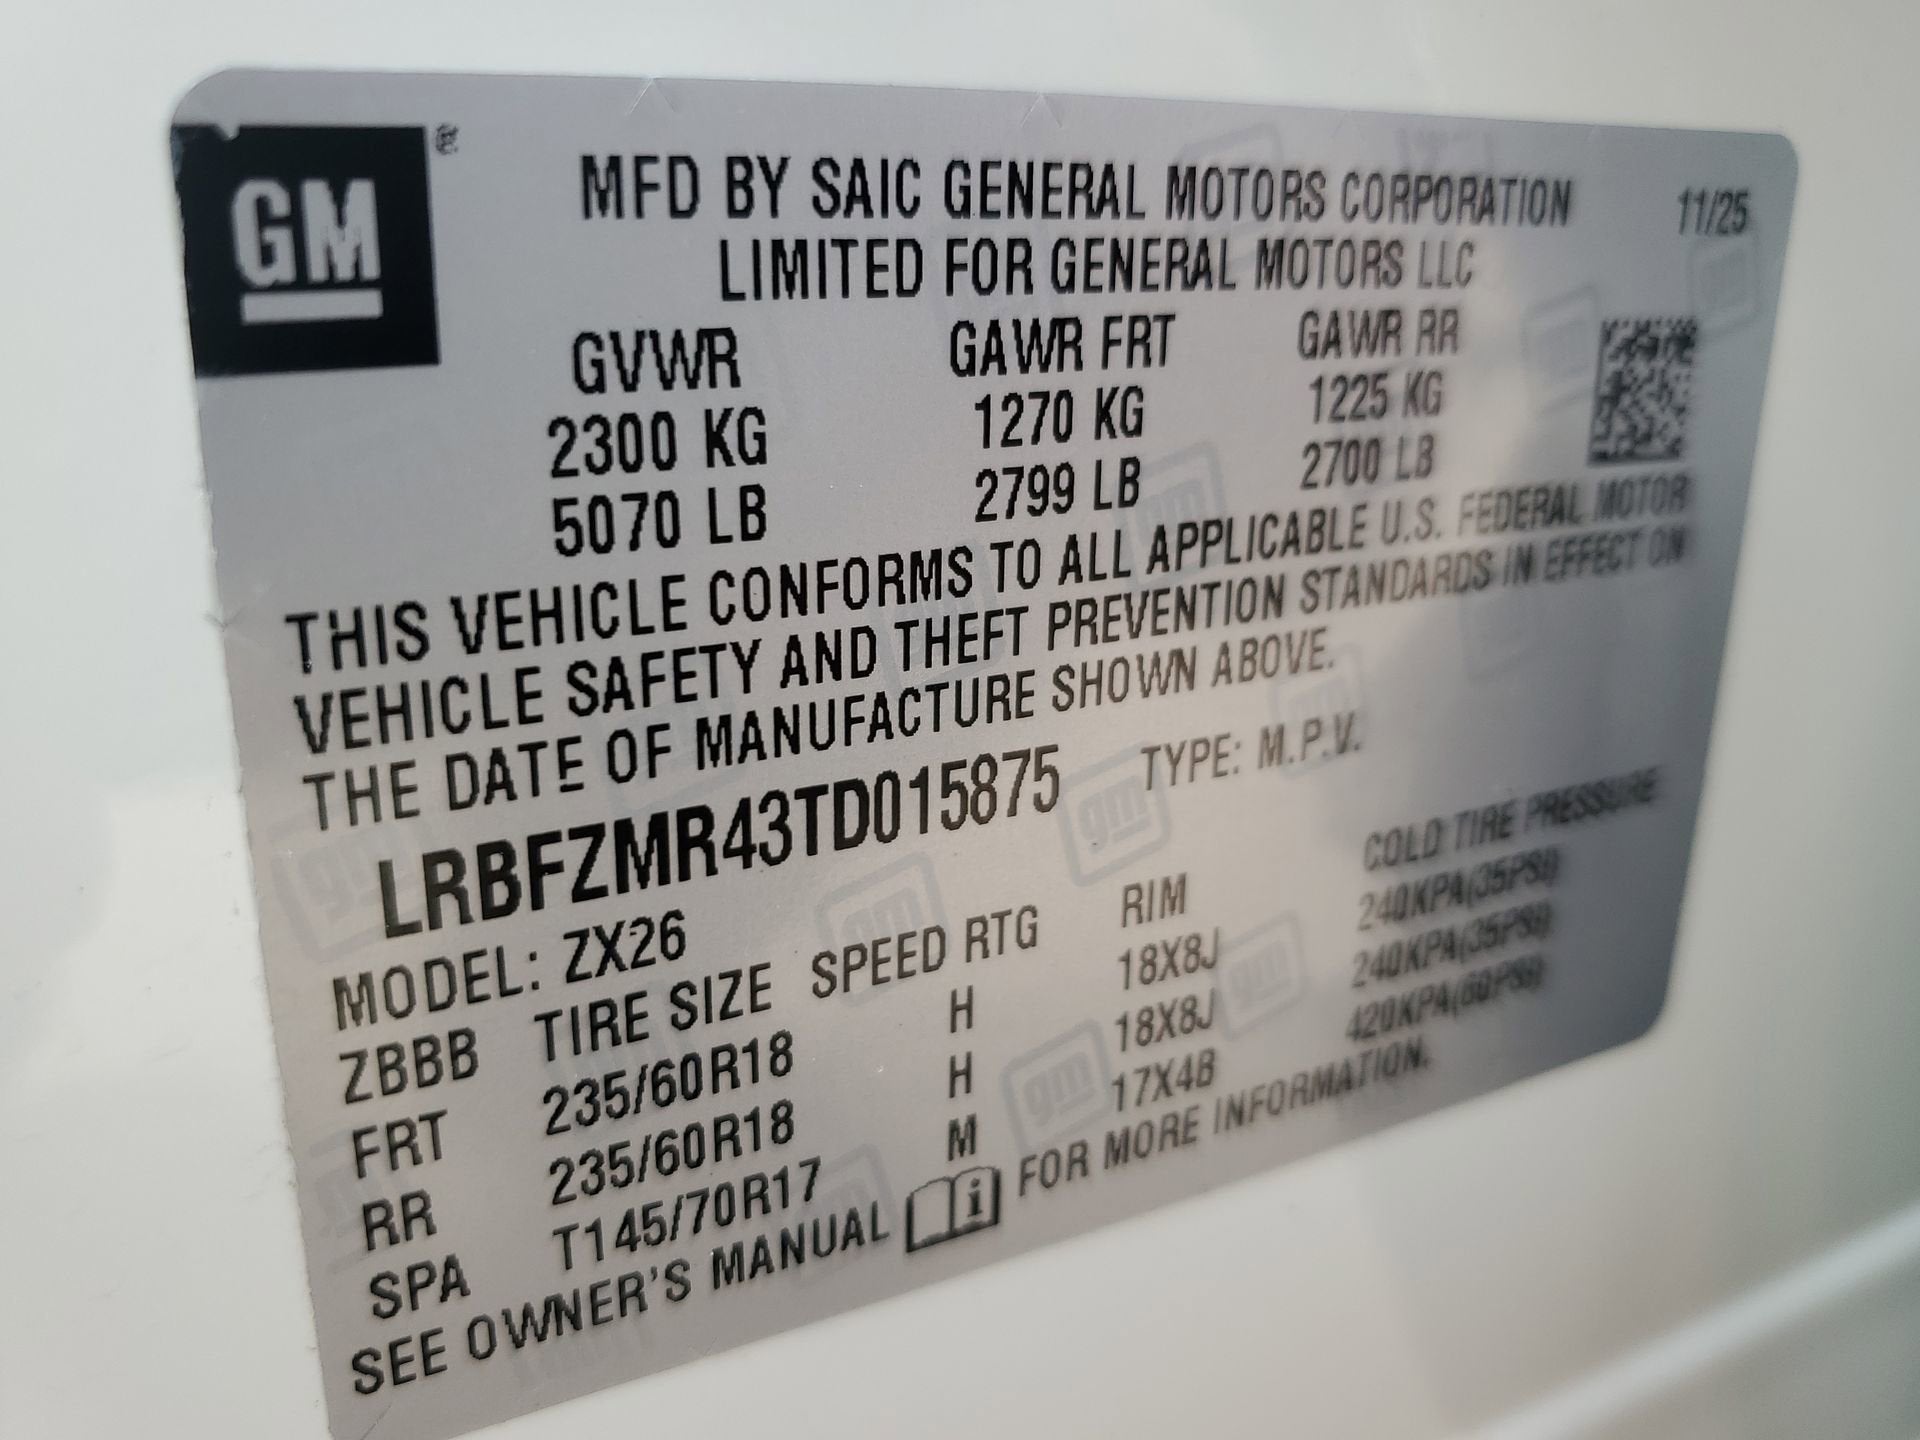 GM®
MFD BY SAIC GENERAL MOTORS CORPORATION 11/25
LIMITED FOR GENERAL MOTORS LLC
GVWR GAWR FRT GAWR RR
2300 KG 1270 KG 1225 KG
5070 LB 2799 LB 2700 LB
THIS VEHICLE CONFORMS TO ALL APPLICABLE U.S. FEDERAL MOTOR
VEHICLE SAFETY AND THEFT PREVENTION STANDARDS IN EFFECT ON
THE DATE OF MANUFACTURE SHOWN ABOVE.
LRBFZMR43TD015875 TYPE: M.P.V.
MODEL: ZX26
ZBBB TIRE SIZE SPEED RTG RIM COLD TIRE PRESSURE
FRT 235/60R18 H 18X8J 240KPA(35PSI)
RR 235/60R18 H 18X8J 240KPA(35PSI)
SPA T145/70R17 M 17X4B 420KPA(60PSI)
SEE OWNER'S MANUAL i FOR MORE INFORMATION.